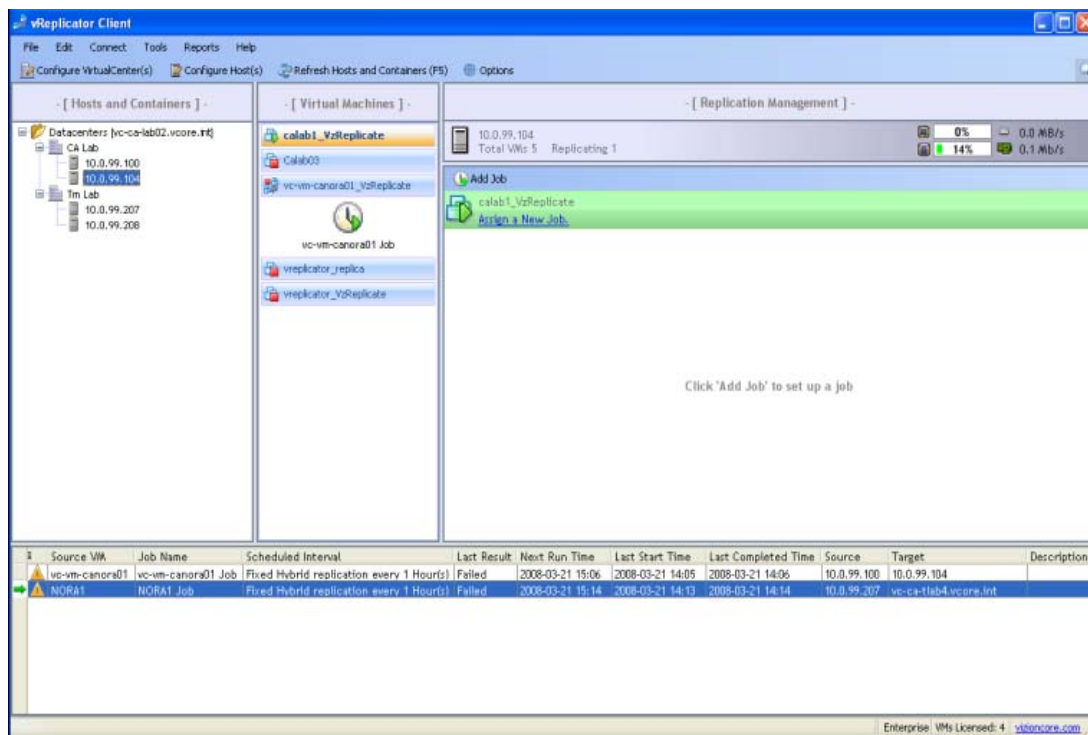 vReplicator Client
File Edit Connect Tools Reports Help
Configure VirtualCenter(s) Configure Host(s) Refresh Hosts and Containers (F5) Options
- [ Hosts and Containers ] -
Datacenters [vc-ca-lab02.vcore.int]
CA Lab
10.0.99.100
10.0.99.104
Tm Lab
10.0.99.207
10.0.99.208
- [ Virtual Machines ] -
calab1_VzReplicate
Calab03
vc-vm-canora01_VzReplicate
vc-vm-canora01 Job
vreplicator_replica
vreplicator_VzReplicate
- [ Replication Management ] -
10.0.99.104
Total VMs 5 Replicating 1
0% 0.0 MB/s
14% 0.1 Mb/s
Add Job
calab1_VzReplicate
Assign a New Job.
Click 'Add Job' to set up a job
Source VM Job Name Scheduled Interval Last Result Next Run Time Last Start Time Last Completed Time Source Target Description
vc-vm-canora01 vc-vm-canora01 Job Fixed Hybrid replication every 1 Hour(s) Failed 2008-03-21 15:06 2008-03-21 14:05 2008-03-21 14:06 10.0.99.100 10.0.99.104
NORA1 NORA1 Job Fixed Hybrid replication every 1 Hour(s) Failed 2008-03-21 15:14 2008-03-21 14:13 2008-03-21 14:14 10.0.99.207 vc-ca-tlab4.vcore.int
Enterprise VMs Licensed: 4 vizioncore.com